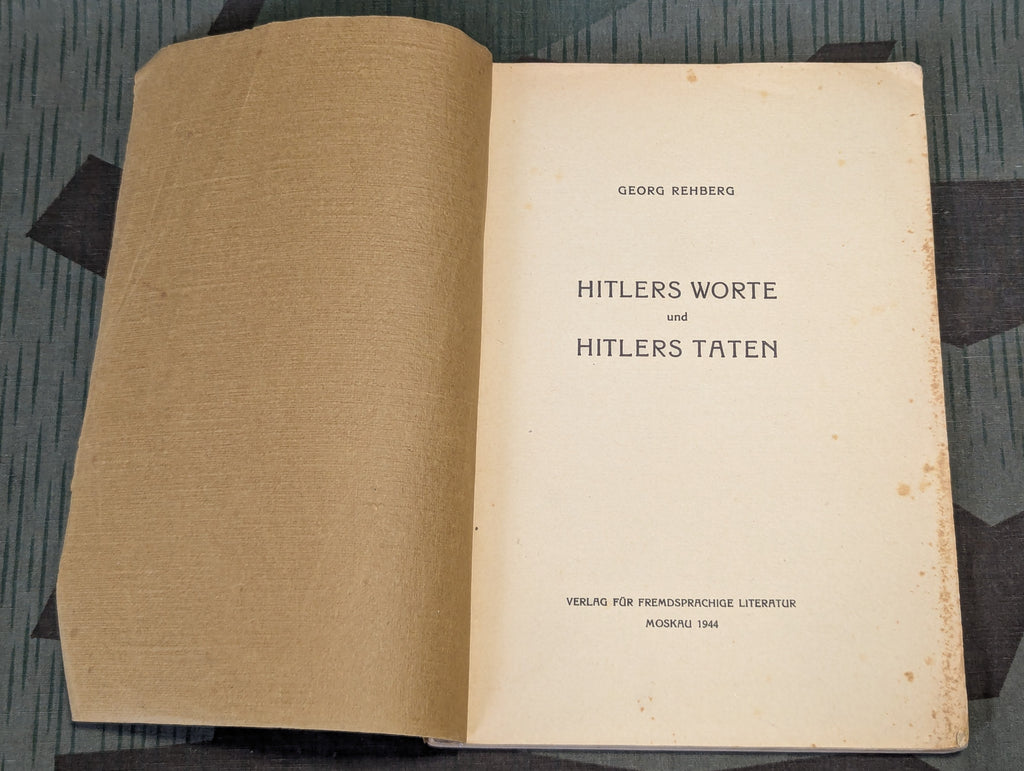 GEORG REHBERG
HITLERS WORTE
und
HITLERS TATEN
VERLAG FÜR FREMDSPRACHIGE LITERATUR
MOSKAU 1944